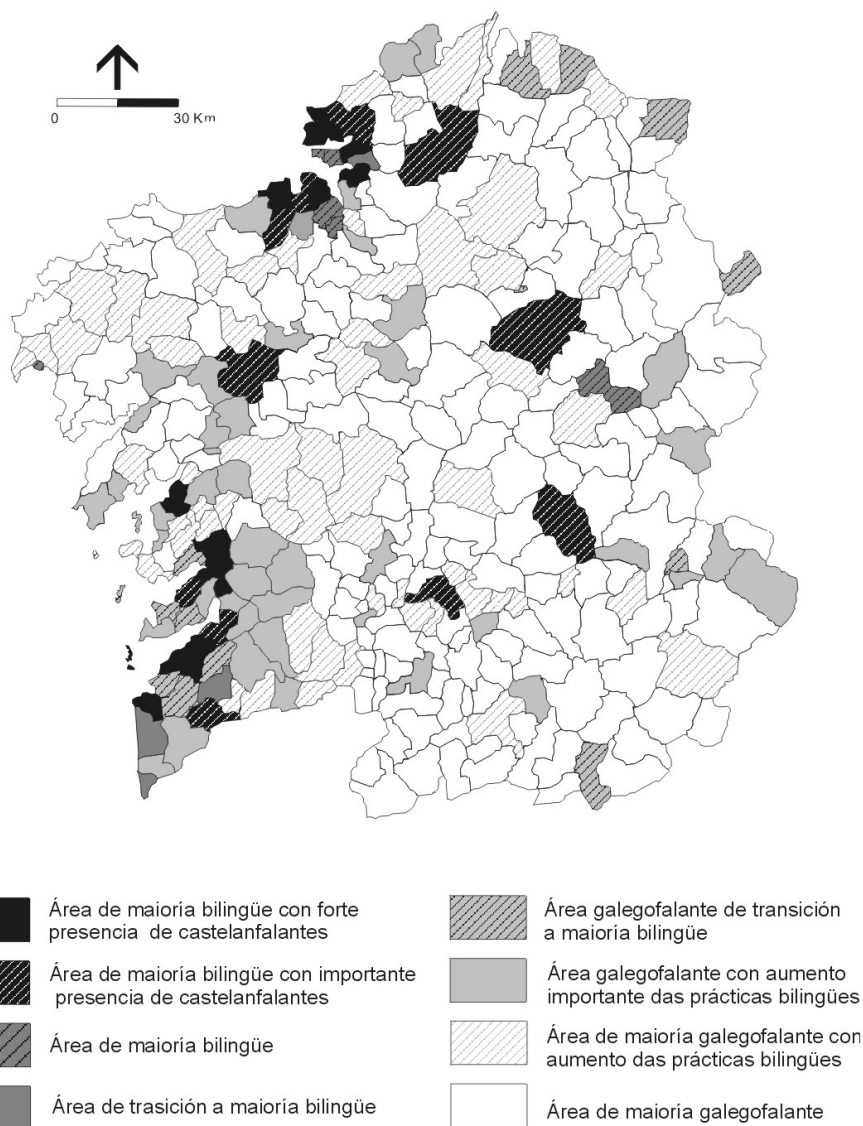 0 30 Km
Área de maioría bilingüe con forte
presencia de castelanfalantes
Área de maioría bilingüe con importante
presencia de castelanfalantes
Área de maioría bilingüe
Área de trasición a maioría bilingüe
Área galegofalante de transición
a maioría bilingüe
Área galegofalante con aumento
importante das prácticas bilingües
Área de maioría galegofalante con
aumento das prácticas bilingües
Área de maioría galegofalante